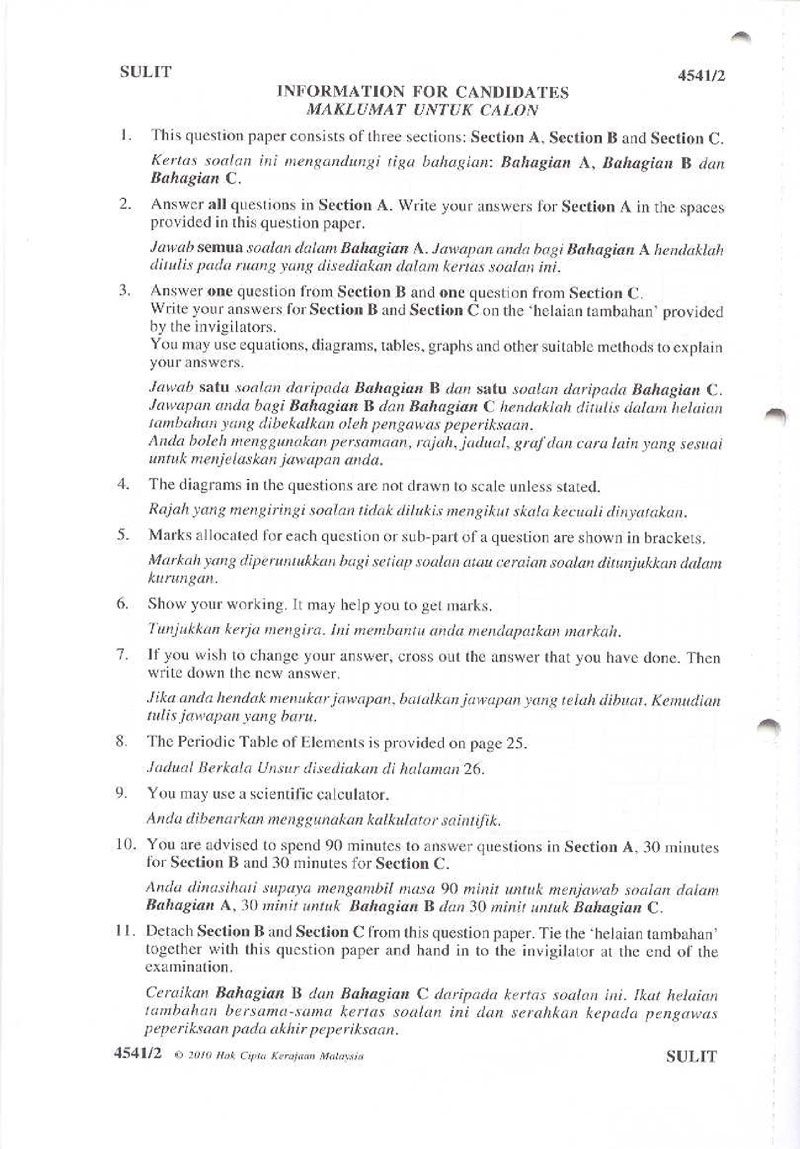 SULIT
4541/2
INFORMATION FOR CANDIDATES
MAKLUMAT UNTUK CALON
1. This question paper consists of three sections: Section A, Section B and Section C.
Kertas soalan ini mengandungi tiga bahagian: Bahagian A, Bahagian B dan
Bahagian C.
2. Answer all questions in Section A. Write your answers for Section A in the spaces
provided in this question paper.
Jawab semua soalan dalam Bahagian A. Jawapan anda bagi Bahagian A hendaklah
ditulis pada ruang yang disediakan dalam kertas soalan ini.
3. Answer one question from Section B and one question from Section C.
Write your answers for Section B and Section C on the ‘helaian tambahan’ provided
by the invigilators.
You may use equations, diagrams, tables, graphs and other suitable methods to explain
your answers.
Jawab satu soalan daripada Bahagian B dan satu soalan daripada Bahagian C.
Jawapan anda bagi Bahagian B dan Bahagian C hendaklah ditulis dalam helaian
tambahan yang dibekalkan oleh pengawas peperiksaan.
Anda boleh menggunakan persamaan, rajah, jadual, graf dan cara lain yang sesuai
untuk menjelaskan jawapan anda.
4. The diagrams in the questions are not drawn to scale unless stated.
Rajah yang mengiringi soalan tidak dilukis mengikut skala kecuali dinyatakan.
5. Marks allocated for each question or sub-part of a question are shown in brackets.
Markah yang diperuntukkan bagi setiap soalan atau ceraian soalan ditunjukkan dalam
kurungan.
6. Show your working. It may help you to get marks.
Tunjukkan kerja mengira. Ini membantu anda mendapatkan markah.
7. If you wish to change your answer, cross out the answer that you have done. Then
write down the new answer.
Jika anda hendak menukar jawapan, batalkan jawapan yang telah dibuat. Kemudian
tulis jawapan yang baru.
8. The Periodic Table of Elements is provided on page 25.
Jadual Berkala Unsur disediakan di halaman 26.
9. You may use a scientific calculator.
Anda dibenarkan menggunakan kalkulator saintifik.
10. You are advised to spend 90 minutes to answer questions in Section A, 30 minutes
for Section B and 30 minutes for Section C.
Anda dinasihati supaya mengambil masa 90 minit untuk menjawab soalan dalam
Bahagian A, 30 minit untuk Bahagian B dan 30 minit untuk Bahagian C.
11. Detach Section B and Section C from this question paper. Tie the ‘helaian tambahan’
together with this question paper and hand in to the invigilator at the end of the
examination.
Ceraikan Bahagian B dan Bahagian C daripada kertas soalan ini. Ikat helaian
tambahan bersama-sama kertas soalan ini dan serahkan kepada pengawas
peperiksaan pada akhir peperiksaan.
4541/2 © 2010 Hak Cipta Kerajaan Malaysia
SULIT